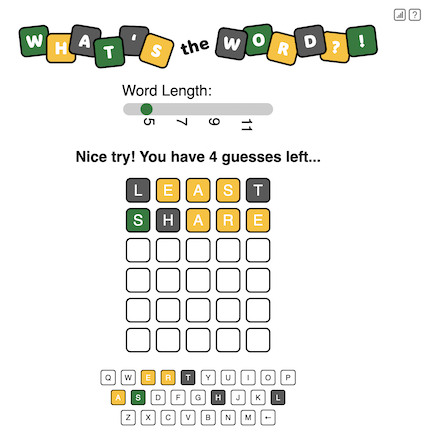 WHAT'S the WORD?!
?
Word Length:
5 7 9 11
Nice try! You have 4 guesses left...
L E A S T
S H A R E
Q W E R T Y U I O P
A S D F G H J K L
Z X C V B N M ←